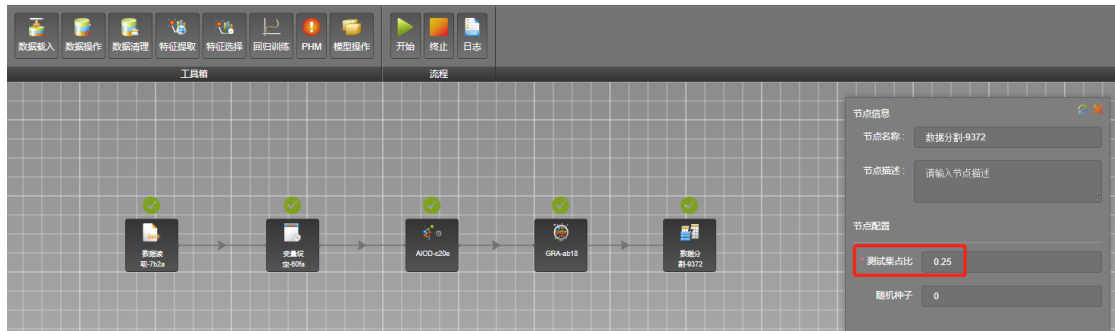 数据载入 数据操作 数据清理 特征提取 特征选择 回归训练 PHM 模型操作 开始 终止 日志
工具箱 流程
节点信息
节点名称： 数据分割-9372
节点描述： 请输入节点描述
数据读
取-7b2a
变量设
定-60fa
AICO-c20e
GRA-ab18
数据分
割-9372
节点配置
*测试集占比 0.25
随机种子 0